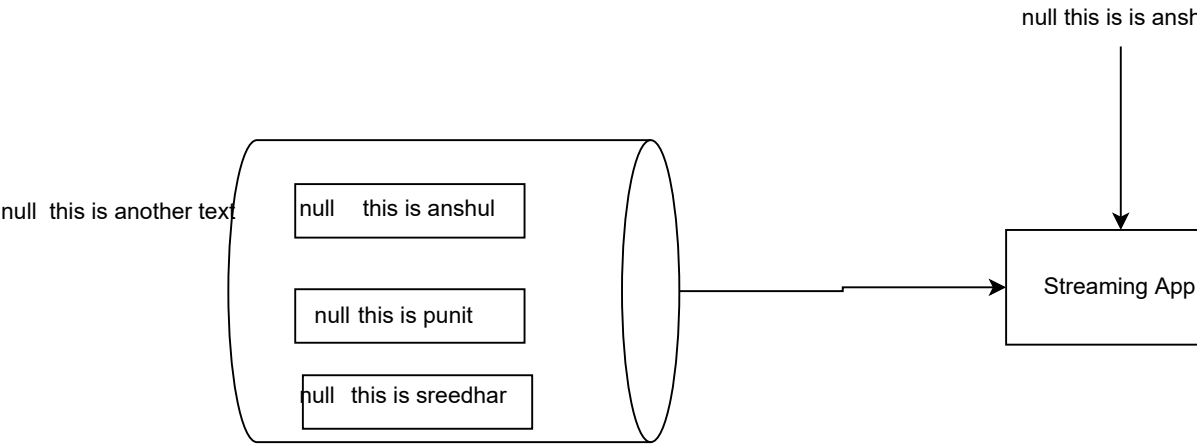 null this is is ansh
null this is another text
null this is anshul
null this is punit
null this is sreedhar
Streaming App